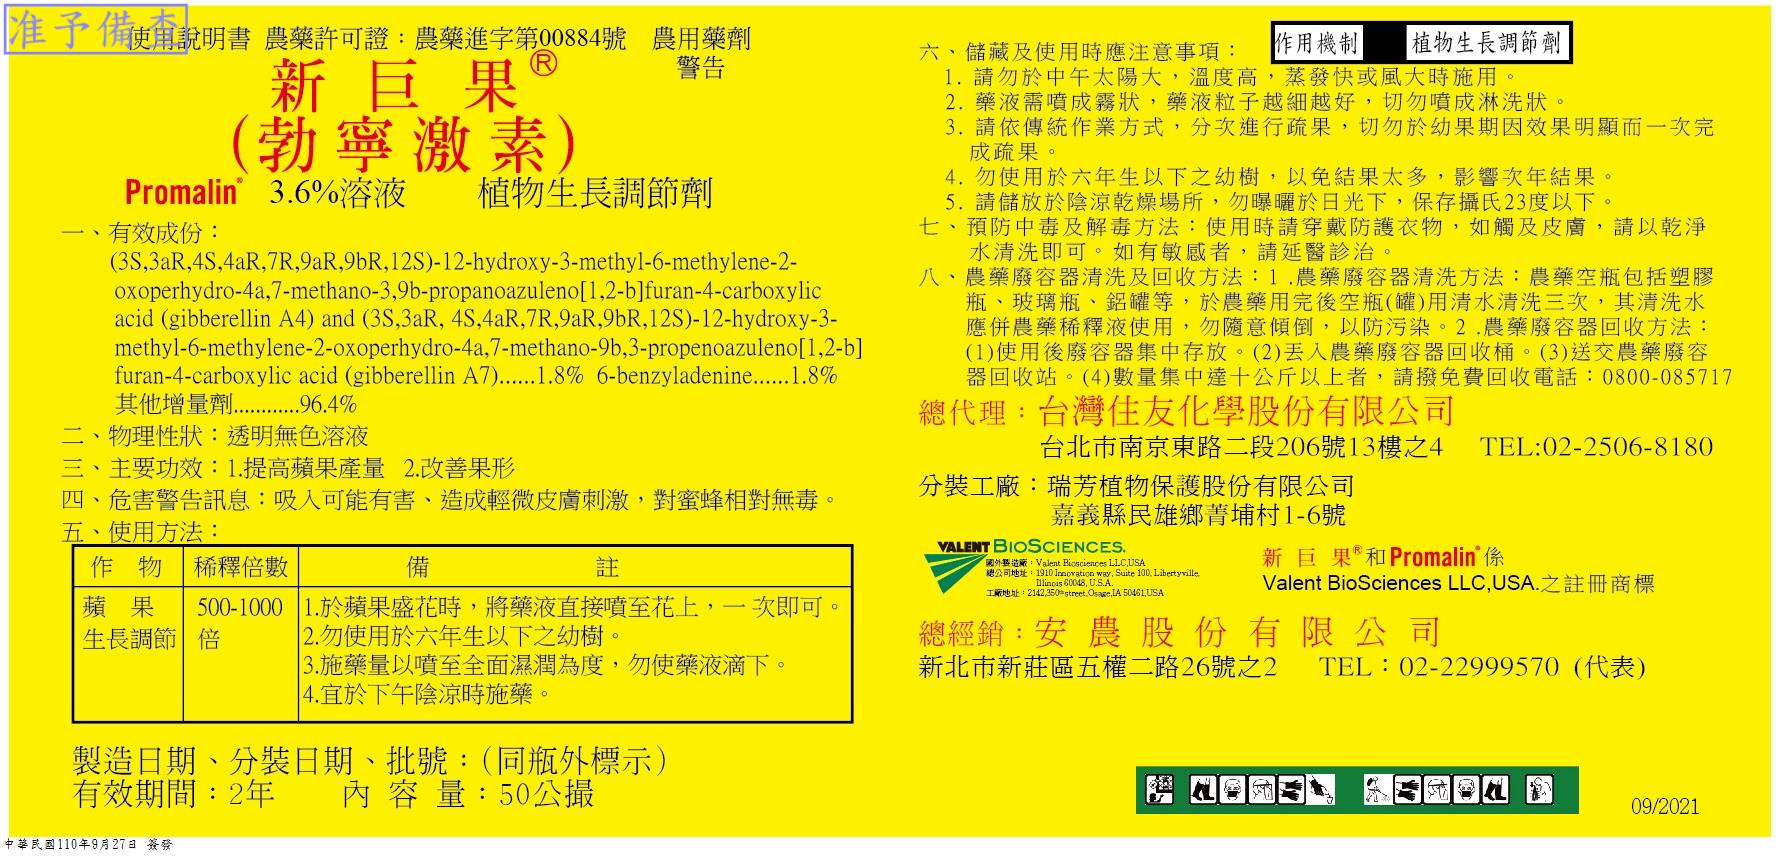 准予備查
使用說明書 農藥許可證：農藥進字第00884號 農用藥劑
警告
新巨果®
(勃寧激素)
Promalin® 3.6%溶液 植物生長調節劑
一、有效成份：
(3S,3aR,4S,4aR,7R,9aR,9bR,12S)-12-hydroxy-3-methyl-6-methylene-2-
oxoperhydro-4a,7-methano-3,9b-propanoazuleno[1,2-b]furan-4-carboxylic
acid (gibberellin A4) and (3S,3aR, 4S,4aR,7R,9aR,9bR,12S)-12-hydroxy-3-
methyl-6-methylene-2-oxoperhydro-4a,7-methano-9b,3-propenoazuleno[1,2-b]
furan-4-carboxylic acid (gibberellin A7)......1.8% 6-benzyladenine......1.8%
其他增量劑............96.4%
二、物理性狀：透明無色溶液
三、主要功效：1.提高蘋果產量 2.改善果形
四、危害警告訊息：吸入可能有害、造成輕微皮膚刺激，對蜜蜂相對無毒。
五、使用方法：
作 物 稀釋倍數 備 註
蘋 果 500-1000 1.於蘋果盛花時，將藥液直接噴至花上，一次即可。
生長調節 倍 2.勿使用於六年生以下之幼樹。
3.施藥量以噴至全面濕潤為度，勿使藥液滴下。
4.宜於下午陰涼時施藥。
製造日期、分裝日期、批號：(同瓶外標示)
有效期間：2年 內 容 量：50公撮
作用機制 植物生長調節劑
六、儲藏及使用時應注意事項：
1. 請勿於中午太陽大，溫度高，蒸發快或風大時施用。
2. 藥液需噴成霧狀，藥液粒子越細越好，切勿噴成淋洗狀。
3. 請依傳統作業方式，分次進行疏果，切勿於幼果期因效果明顯而一次完
成疏果。
4. 勿使用於六年生以下之幼樹，以免結果太多，影響次年結果。
5. 請儲放於陰涼乾燥場所，勿曝曬於日光下，保存攝氏23度以下。
七、預防中毒及解毒方法：使用時請穿戴防護衣物，如觸及皮膚，請以乾淨
水清洗即可。如有敏感者，請延醫診治。
八、農藥廢容器清洗及回收方法：1 .農藥廢容器清洗方法：農藥空瓶包括塑膠
瓶、玻璃瓶、鋁罐等，於農藥用完後空瓶(罐)用清水清洗三次，其清洗水
應併農藥稀釋液使用，勿隨意傾倒，以防污染。2 .農藥廢容器回收方法：
(1)使用後廢容器集中存放。(2)丟入農藥廢容器回收桶。(3)送交農藥廢容
器回收站。(4)數量集中達十公斤以上者，請撥免費回收電話：0800-085717
總代理：台灣住友化學股份有限公司
台北市南京東路二段206號13樓之4 TEL:02-2506-8180
分裝工廠：瑞芳植物保護股份有限公司
嘉義縣民雄鄉菁埔村1-6號
VALENT BIOSCIENCES.
國外製造廠：Valent Biosciences LLC,USA
總公司地址：1910 Innovation way, Suite 100, Libertyville,
Illinois 60048, U.S.A.
工廠地址：2142,350th street,Osage,IA 50461,USA
新 巨 果®和Promalin®係
Valent BioSciences LLC,USA.之註冊商標
總經銷：安農股份有限公司
新北市新莊區五權二路26號之2 TEL：02-22999570 (代表)
09/2021
中華民國110年9月27日 簽發